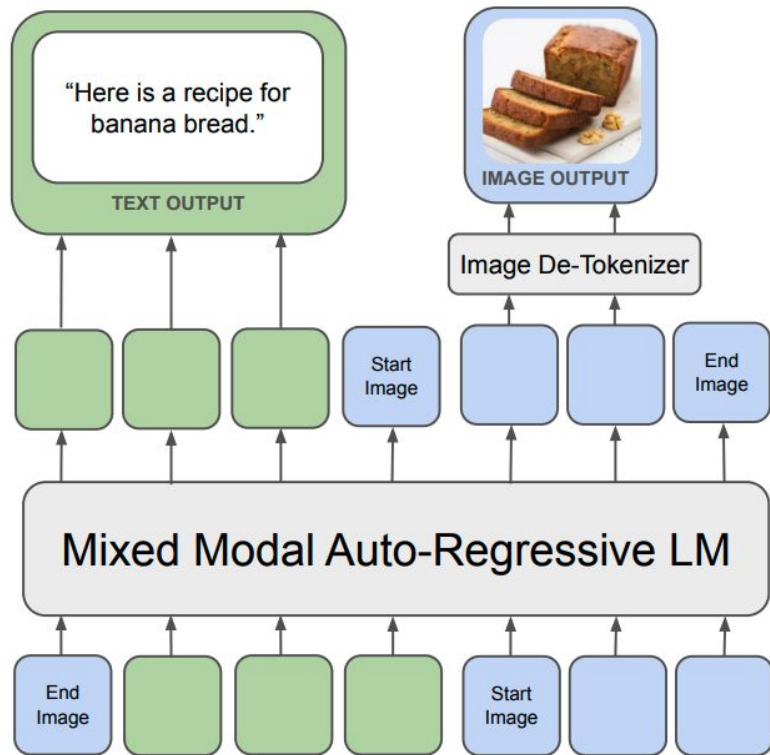 “Here is a recipe for
banana bread.”
TEXT OUTPUT
IMAGE OUTPUT
Image De-Tokenizer
Start
Image
End
Image
Mixed Modal Auto-Regressive LM
End
Image
Start
Image